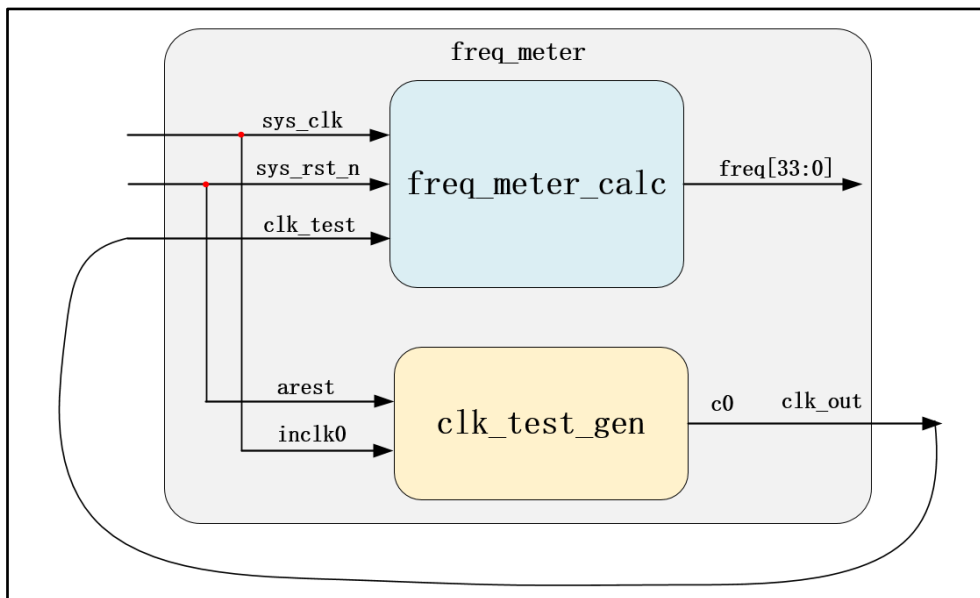 freq_meter
sys_clk
sys_rst_n
clk_test
freq_meter_calc
freq[33:0]
arest
inclk0
clk_test_gen
c0
clk_out